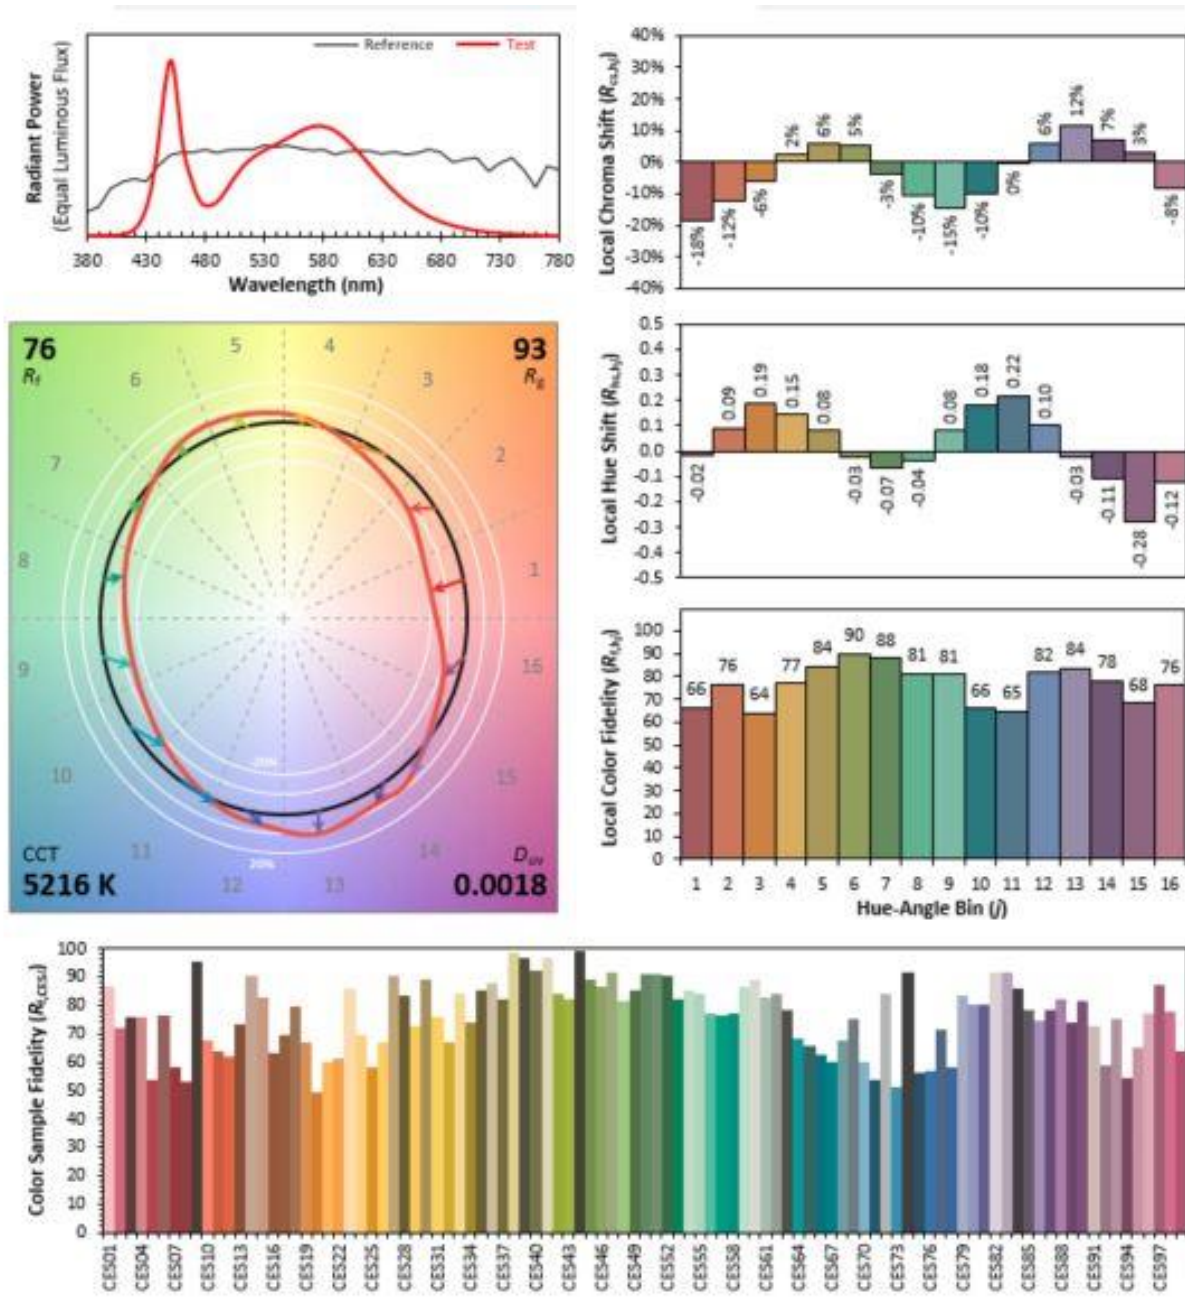 Reference
Test
Radiant Power
(Equal Luminous Flux)
380 430 480 530 580 630 680 730 780
Wavelength (nm)
Local Chroma Shift (Rcs,hj)
40%
30%
20%
10%
0%
-10%
-20%
-30%
-40%
-18% -12% -6% 2% 6% 5% -3% -10% -15% -10% 0% 6% 12% 7% 3% -8%
76
Rf
93
Rg
5 4
6 3
7 2
8 1
9 16
10 15
11 14
12 13
-20%
20%
CCT
5216 K
Duv
0.0018
Local Hue Shift (Rhs,hj)
0.5
0.4
0.3
0.2
0.1
0.0
-0.1
-0.2
-0.3
-0.4
-0.5
-0.02 0.09 0.19 0.15 0.08 -0.03 -0.07 -0.04 0.08 0.18 0.22 0.10 -0.03 -0.11 -0.28 -0.12
Local Color Fidelity (Rf,hj)
100
90
80
70
60
50
40
30
20
10
0
66 76 64 77 84 90 88 81 81 66 65 82 84 78 68 76
1 2 3 4 5 6 7 8 9 10 11 12 13 14 15 16
Hue-Angle Bin (j)
Color Sample Fidelity (Rf,CESi)
100
90
80
70
60
50
40
30
20
10
0
CES01 CES04 CES07 CES10 CES13 CES16 CES19 CES22 CES25 CES28 CES31 CES34 CES37 CES40 CES43 CES46 CES49 CES52 CES55 CES58 CES61 CES64 CES67 CES70 CES73 CES76 CES79 CES82 CES85 CES88 CES91 CES94 CES97